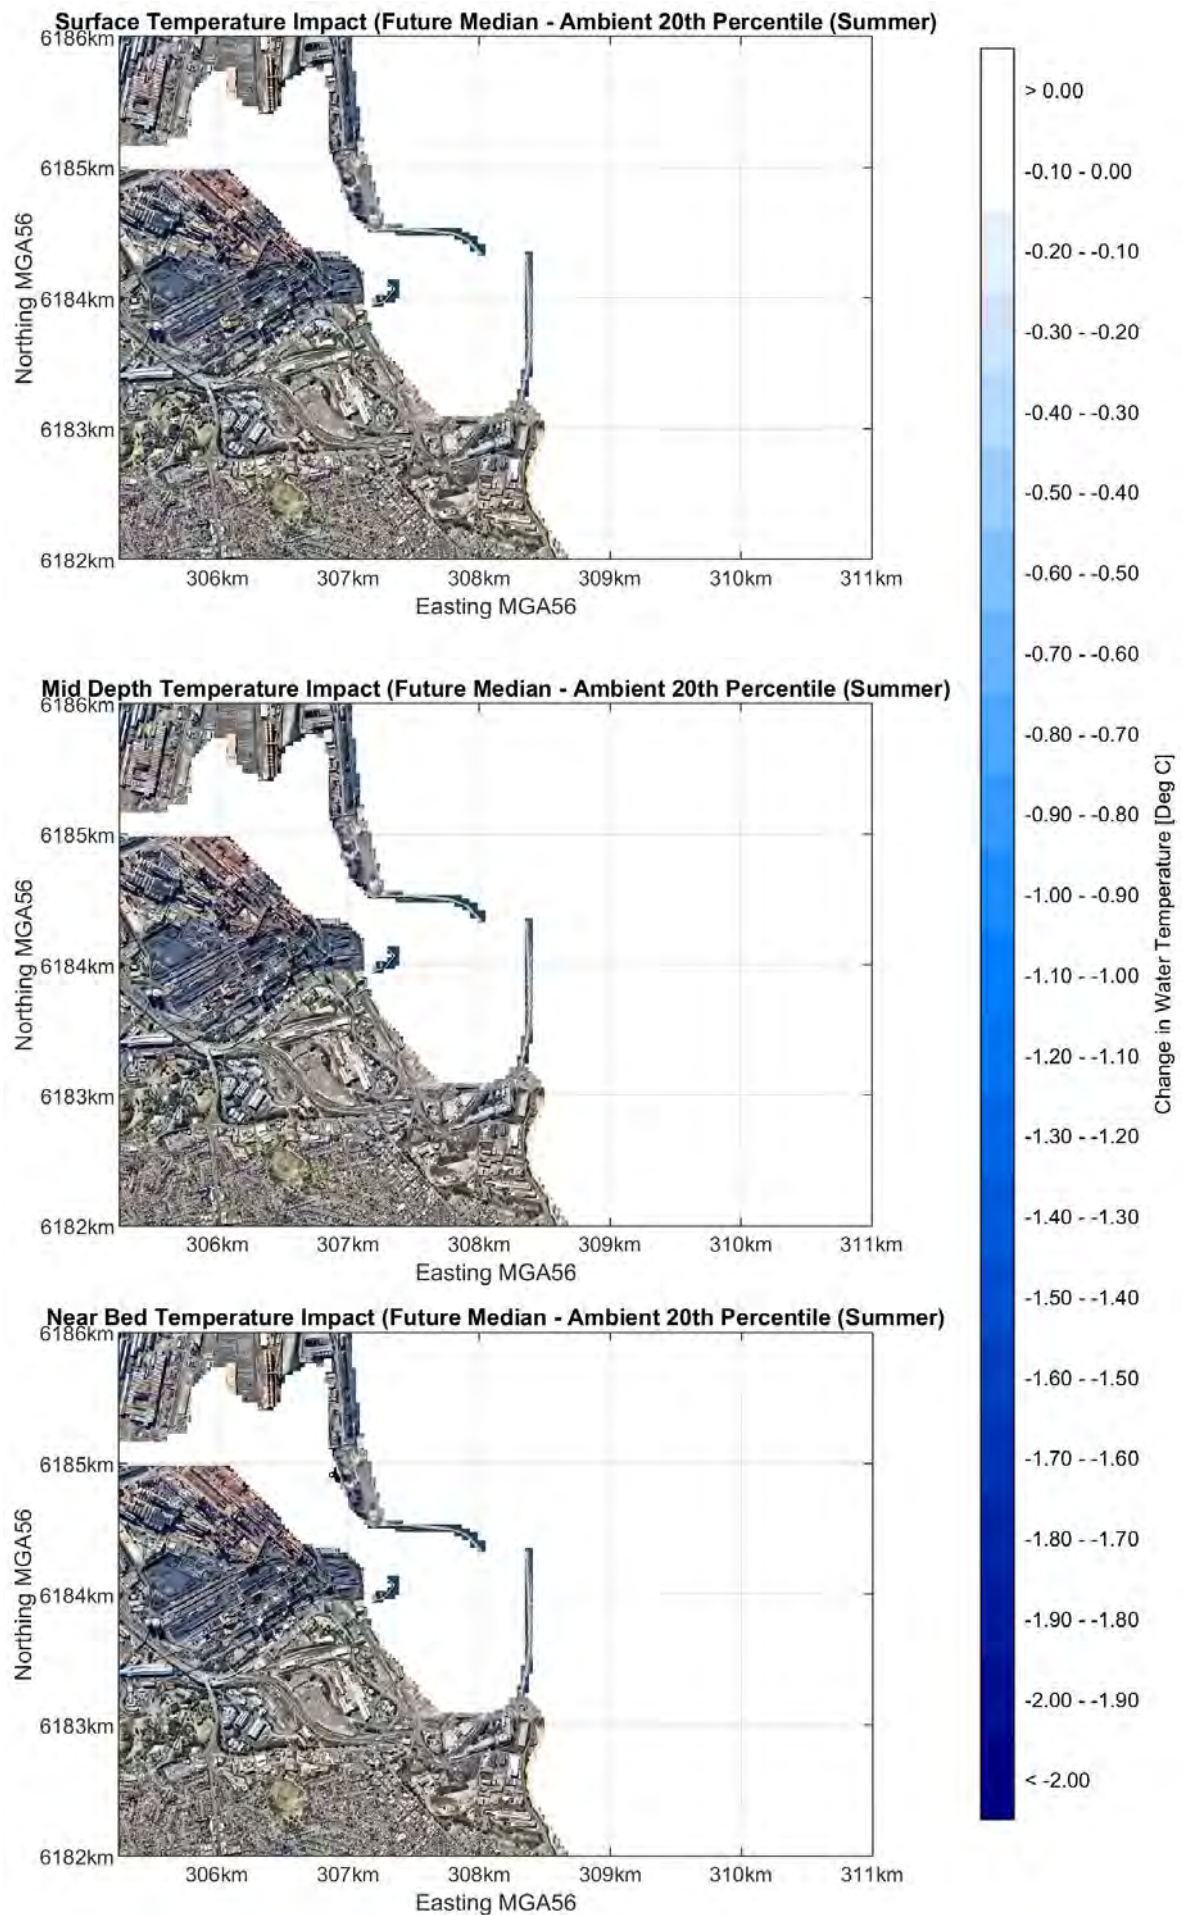 Surface Temperature Impact (Future Median - Ambient 20th Percentile (Summer)
6186km
6185km
6184km
6183km
6182km
Northing MGA56
306km 307km 308km 309km 310km 311km
Easting MGA56
Mid Depth Temperature Impact (Future Median - Ambient 20th Percentile (Summer)
6186km
6185km
6184km
6183km
6182km
Northing MGA56
306km 307km 308km 309km 310km 311km
Easting MGA56
Near Bed Temperature Impact (Future Median - Ambient 20th Percentile (Summer)
6186km
6185km
6184km
6183km
6182km
Northing MGA56
306km 307km 308km 309km 310km 311km
Easting MGA56
> 0.00
-0.10 - 0.00
-0.20 - -0.10
-0.30 - -0.20
-0.40 - -0.30
-0.50 - -0.40
-0.60 - -0.50
-0.70 - -0.60
-0.80 - -0.70
-0.90 - -0.80
-1.00 - -0.90
-1.10 - -1.00
-1.20 - -1.10
-1.30 - -1.20
-1.40 - -1.30
-1.50 - -1.40
-1.60 - -1.50
-1.70 - -1.60
-1.80 - -1.70
-1.90 - -1.80
-2.00 - -1.90
< -2.00
Change in Water Temperature [Deg C]